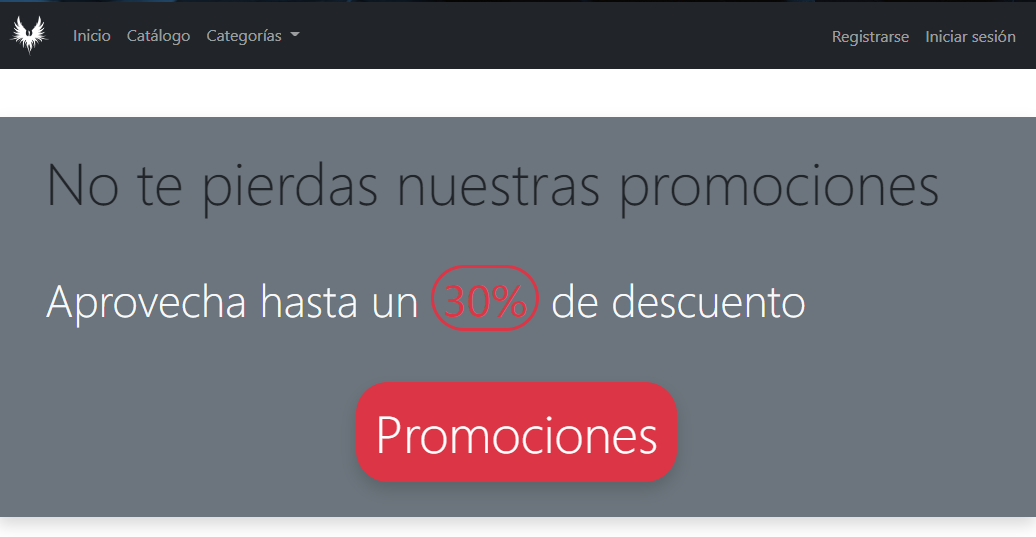 Inicio Catálogo Categorías Registrarse Iniciar sesión
No te pierdas nuestras promociones
Aprovecha hasta un 30% de descuento
Promociones